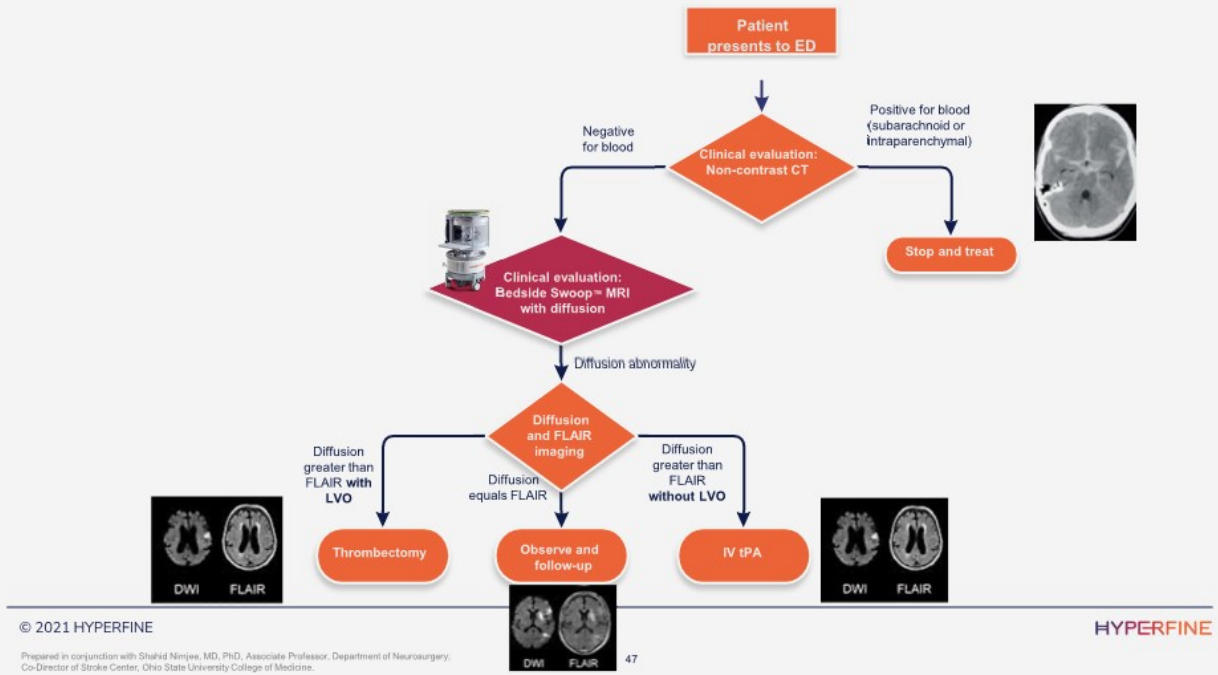 Patient
presents to ED
Negative
for blood
Clinical evaluation:
Non-contrast CT
Positive for blood
(subarachnoid or
intraparenchymal)
Stop and treat
Clinical evaluation:
Bedside Swoop™ MRI
with diffusion
Diffusion abnormality
Diffusion
and FLAIR
imaging
Diffusion
greater than
FLAIR with
LVO
Diffusion
equals FLAIR
Diffusion
greater than
FLAIR
without LVO
Thrombectomy
Observe and
follow-up
IV tPA
DWI FLAIR
DWI FLAIR
DWI FLAIR
© 2021 HYPERFINE
HYPERFINE
Prepared in conjunction with Shahid Nimjee, MD, PhD, Associate Professor, Department of Neurosurgery,
Co-Director of Stroke Center, Ohio State University College of Medicine.
47